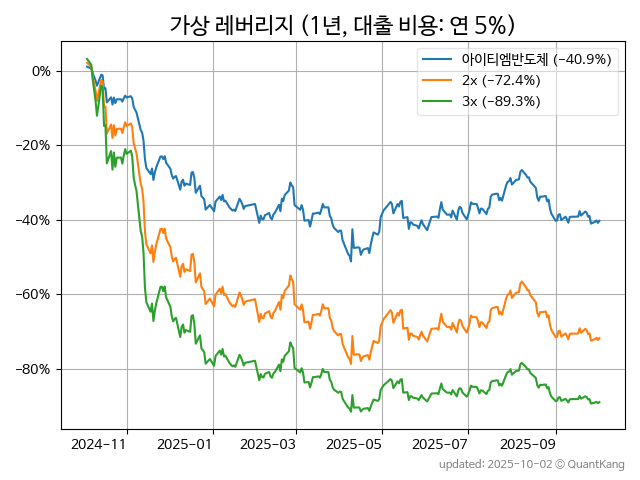 가상 레버리지 (1년, 대출 비용: 연 5%)
아이티엠반도체 (−40.9%)
2x (−72.4%)
3x (−89.3%)
0%
−20%
−40%
−60%
−80%
2024-11
2025-01
2025-03
2025-05
2025-07
2025-09
updated: 2025-10-02 © QuantKang